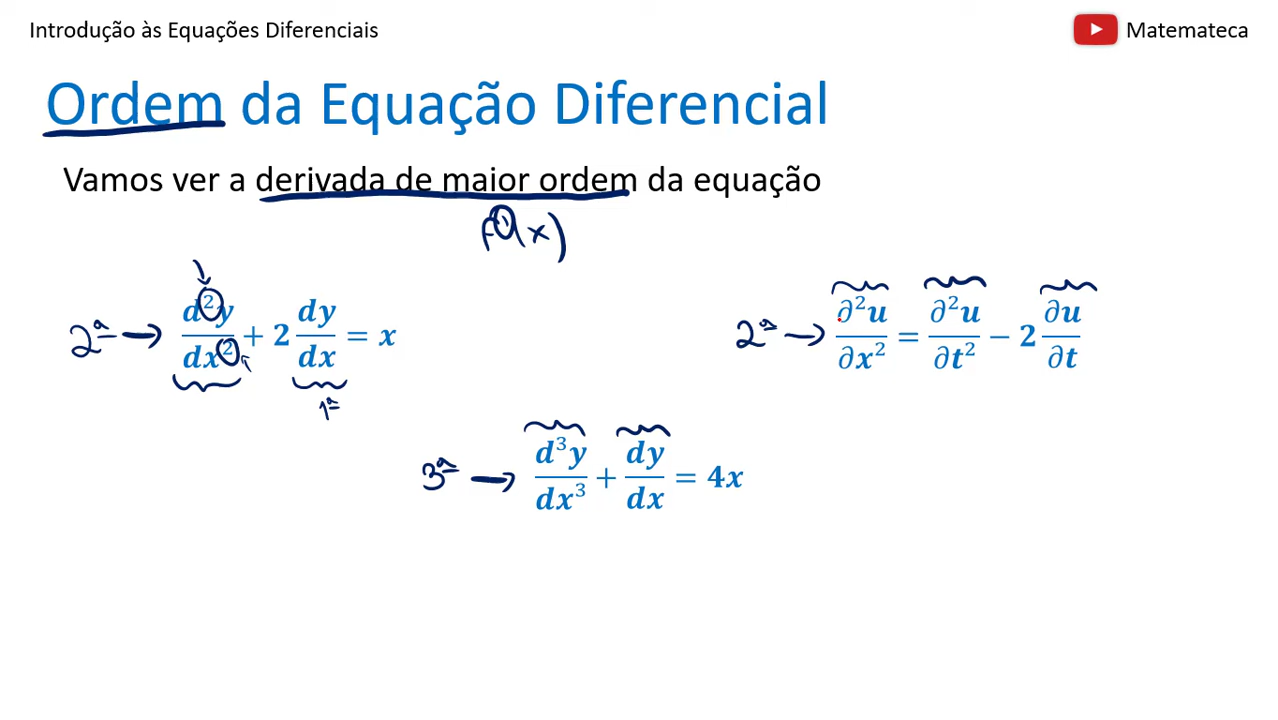 Introdução às Equações Diferenciais
Matemateca
Ordem da Equação Diferencial
Vamos ver a derivada de maior ordem da equação
2ª → d²y/dx² + 2 dy/dx = x
1ª
2ª → ∂²u/∂x² = ∂²u/∂t² − 2 ∂u/∂t
3ª → d³y/dx³ + dy/dx = 4x